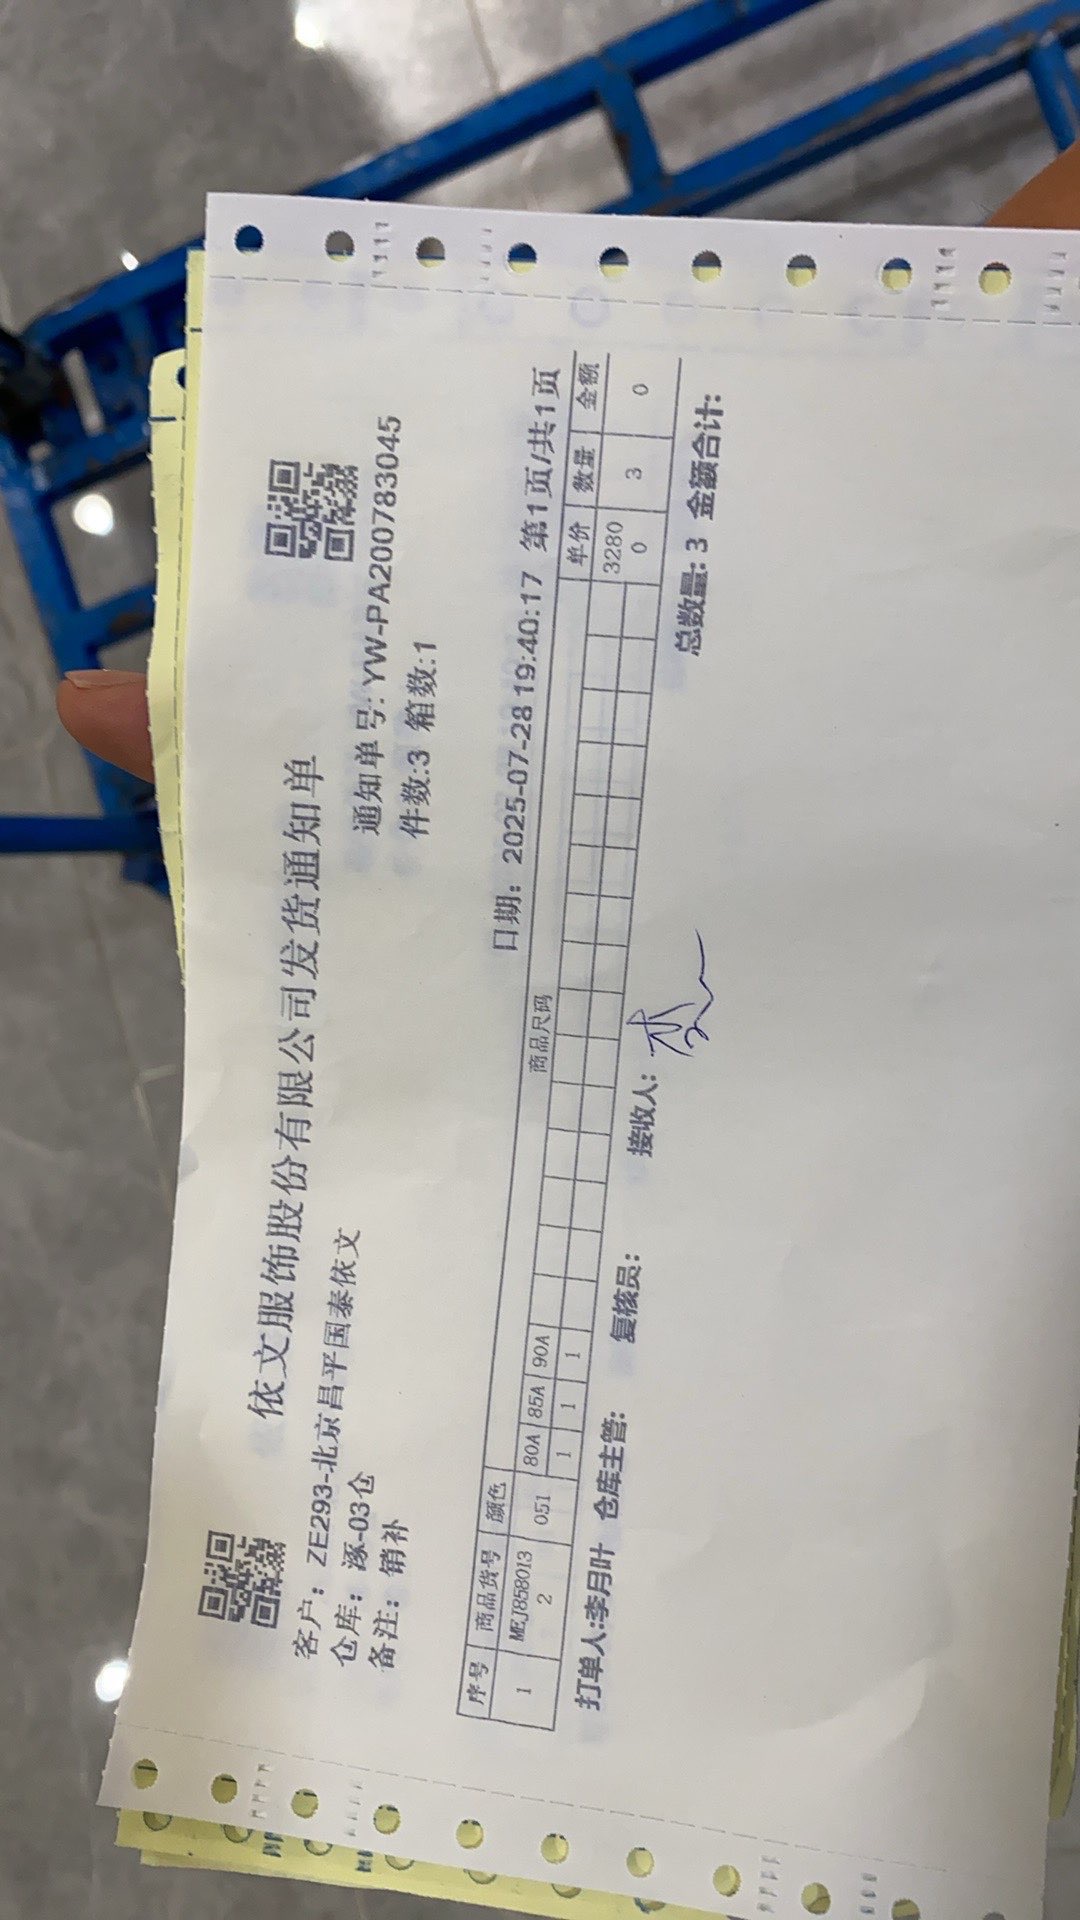 依文服饰股份有限公司发货通知单
客户：ZE293-北京昌平国泰依文
通知单号:YW-PA200783045
仓库：涿-03仓
件数:3 箱数:1
备注：销补
日期：2025-07-28 19:40:17 第1页/共1页
序号 商品货号 颜色 商品尺码 单价 数量 金额
80A 85A 90A
1 MEJ858013 2 051 1 1 1 3280 0 3 0
总数量: 3 金额合计:
打单人:李月叶 仓库主管: 复核员: 接收人: